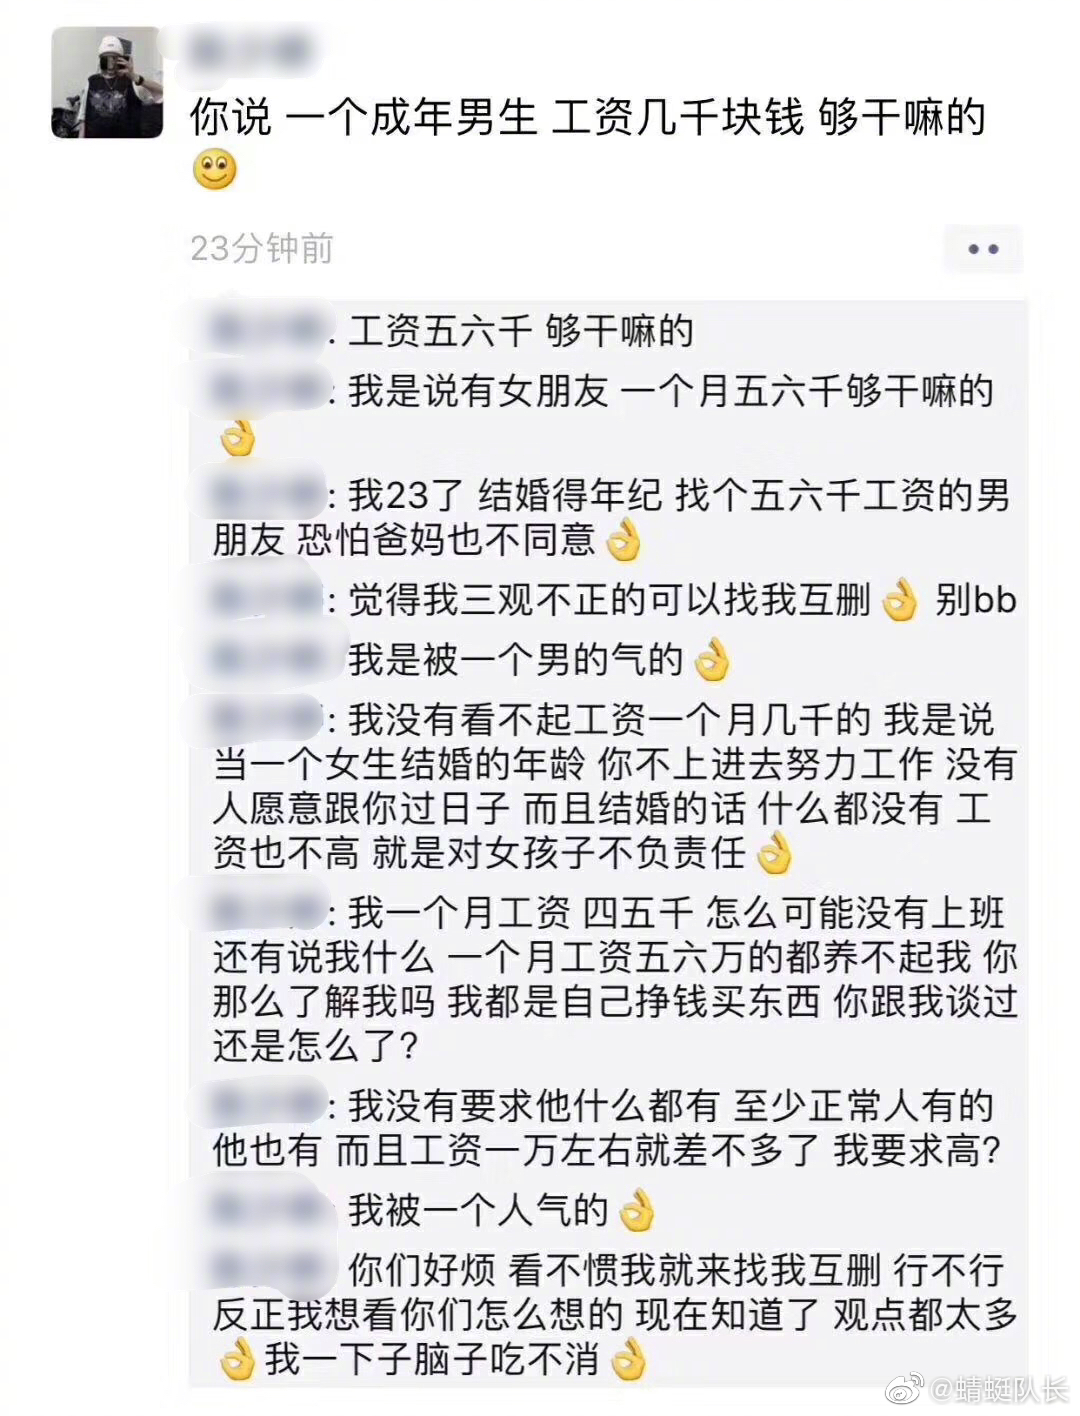 你说 一个成年男生 工资几千块钱 够干嘛的
23分钟前
: 工资五六千 够干嘛的
: 我是说有女朋友 一个月五六千够干嘛的
: 我23了 结婚得年纪 找个五六千工资的男
朋友 恐怕爸妈也不同意
: 觉得我三观不正的可以找我互删 别bb
我是被一个男的气的
: 我没有看不起工资一个月几千的 我是说
当一个女生结婚的年龄 你不上进去努力工作 没有
人愿意跟你过日子 而且结婚的话 什么都没有 工
资也不高 就是对女孩子不负责任
: 我一个月工资 四五千 怎么可能没有上班
还有说我什么 一个月工资五六万的都养不起我 你
那么了解我吗 我都是自己挣钱买东西 你跟我谈过
还是怎么了?
: 我没有要求他什么都有 至少正常人有的
他也有 而且工资一万左右就差不多了 我要求高?
我被一个人气的
你们好烦 看不惯我就来找我互删 行不行
反正我想看你们怎么想的 现在知道了 观点都太多
我一下子脑子吃不消
@蜻蜓队长